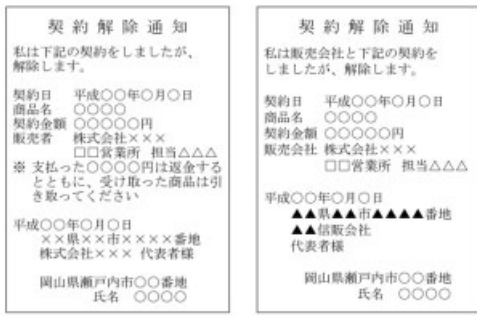 契約解除通知
私は下記の契約をしましたが、
解除します。
契約日 平成○○年○月○日
商品名 ○○○○
契約金額 ○○○○○円
販売者 株式会社×××
□□営業所 担当△△△
※ 支払った○○○○円は返金する
とともに、受け取った商品は引
き取ってください
平成○○年○月○日
××県××市××××番地
株式会社××× 代表者様
岡山県瀬戸内市○○番地
氏名 ○○○○
契約解除通知
私は販売会社と下記の契約を
しましたが、解除します。
契約日 平成○○年○月○日
商品名 ○○○○
契約金額 ○○○○○円
販売会社 株式会社×××
□□営業所 担当△△△
平成○○年○月○日
▲▲県▲▲市▲▲▲▲番地
▲▲信販会社
代表者様
岡山県瀬戸内市○○番地
氏名 ○○○○